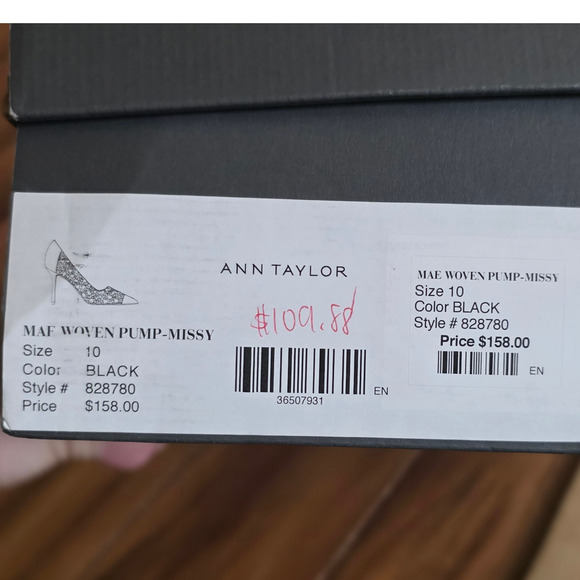 ANN TAYLOR
MAE WOVEN PUMP-MISSY
Size 10
Color BLACK
Style # 828780
Price $158.00
$109.88
36507931
EN
MAE WOVEN PUMP-MISSY
Size 10
Color BLACK
Style # 828780
Price $158.00
EN